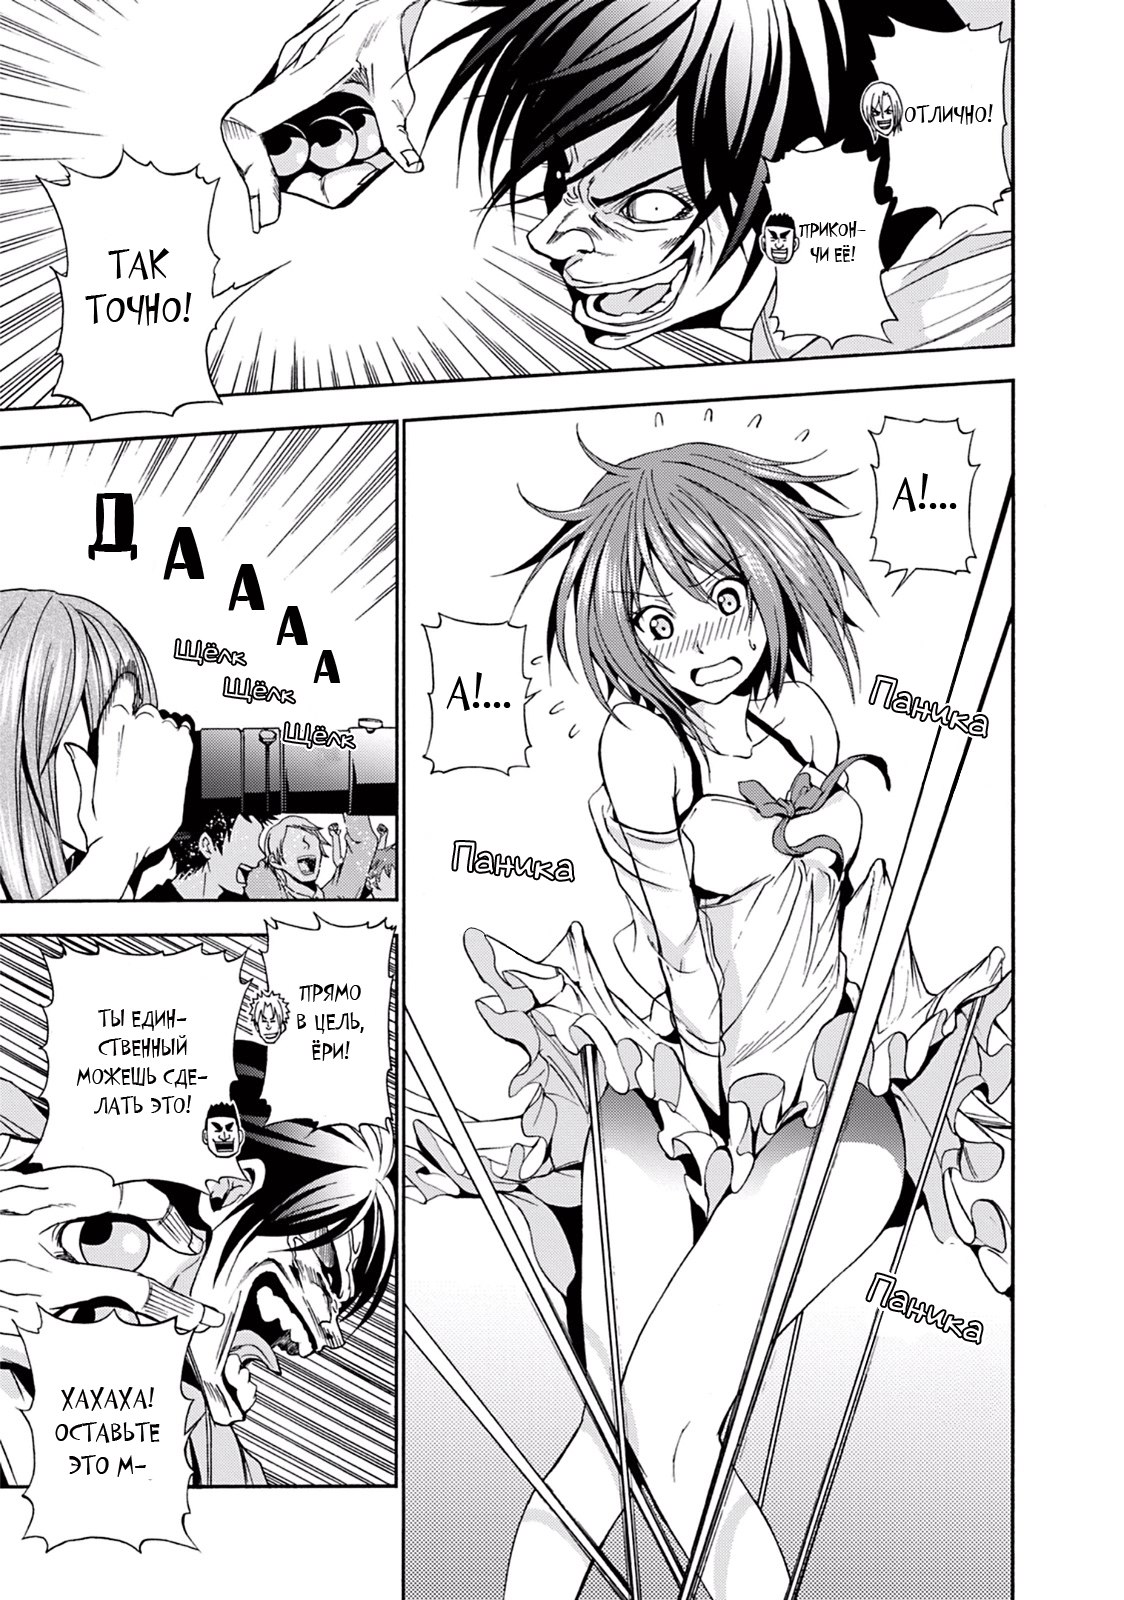 ОТЛИЧНО!
ПРИКОН-
ЧИ ЕЁ!
ТАК
ТОЧНО!
А!....
А!....
Паника
Паника
Паника
ДАААА
Щёлк
Щёлк
Щёлк
ПРЯМО
В ЦЕЛЬ,
ЁРИ!
ТЫ ЕДИН-
СТВЕННЫЙ
МОЖЕШЬ СДЕ-
ЛАТЬ ЭТО!
ХАХАХА!
ОСТАВЬТЕ
ЭТО М-